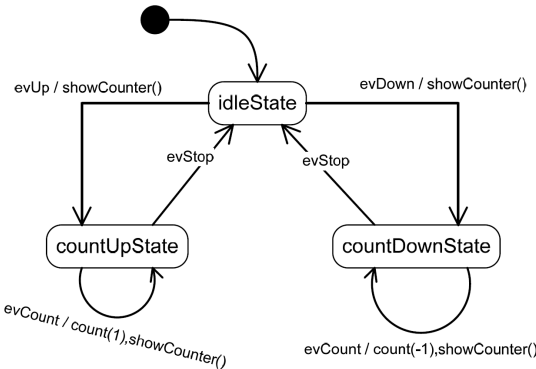 evUp / showCounter()
evDown / showCounter()
idleState
evStop
evStop
countUpState
countDownState
evCount / count(1),showCounter()
evCount / count(-1),showCounter()